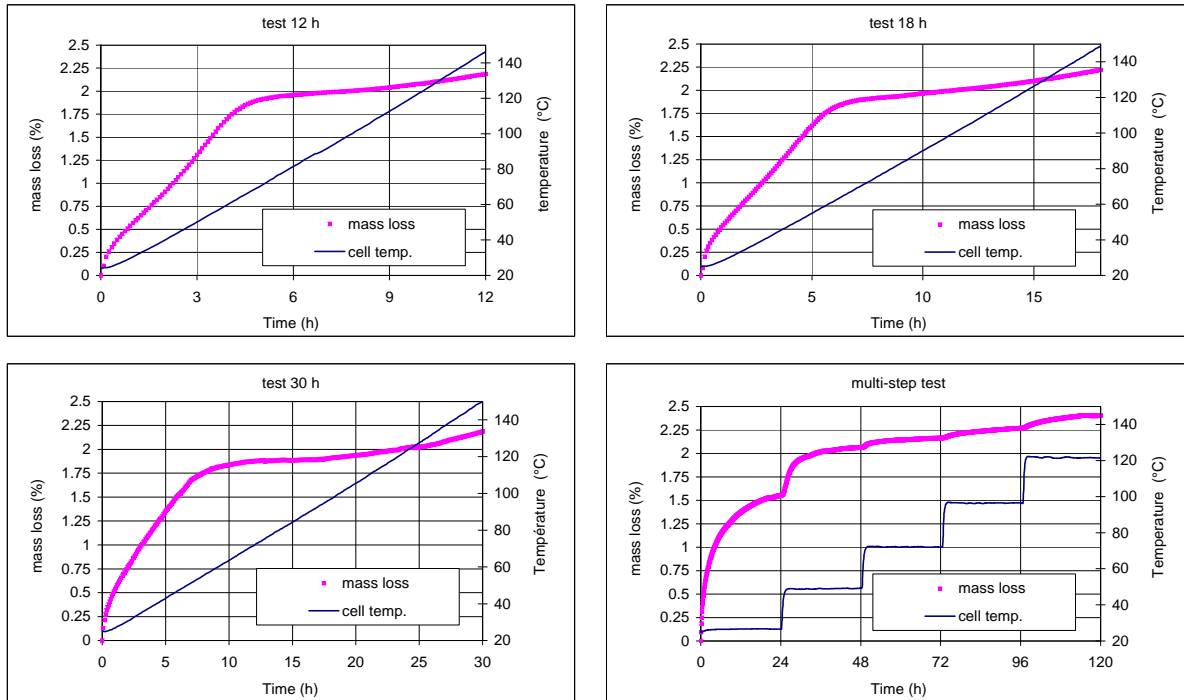 test 12 h
2.5
2.25
2
1.75
1.5
1.25
1
0.75
0.5
0.25
0
mass loss (%)
140
120
100
80
60
40
20
temperature (°C)
mass loss
cell temp.
0 3 6 9 12
Time (h)
test 18 h
2.5
2.25
2
1.75
1.5
1.25
1
0.75
0.5
0.25
0
mass loss (%)
140
120
100
80
60
40
20
Temperature (°C)
mass loss
cell temp.
0 5 10 15
Time (h)
test 30 h
2.5
2.25
2
1.75
1.5
1.25
1
0.75
0.5
0.25
0
mass loss (%)
140
120
100
80
60
40
20
Température (°C)
mass loss
cell temp.
0 5 10 15 20 25 30
Time (h)
multi-step test
2.5
2.25
2
1.75
1.5
1.25
1
0.75
0.5
0.25
0
mass loss (%)
140
120
100
80
60
40
20
Temperature (°C)
mass loss
cell temp.
0 24 48 72 96 120
Time (h)